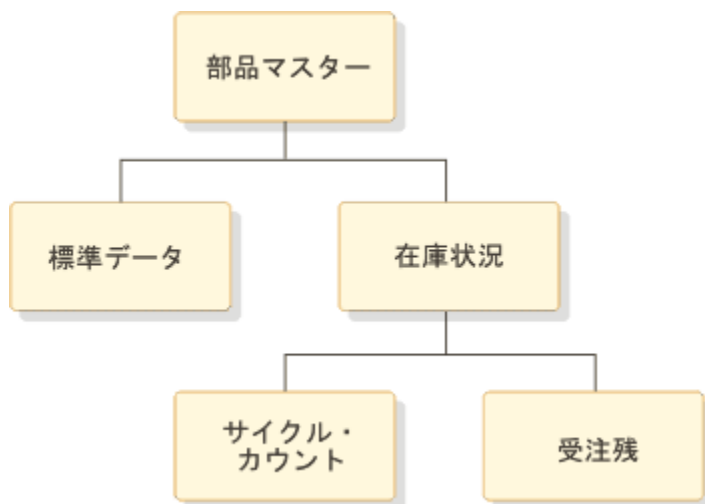 部品マスター
標準データ
在庫状況
サイクル・
カウント
受注残